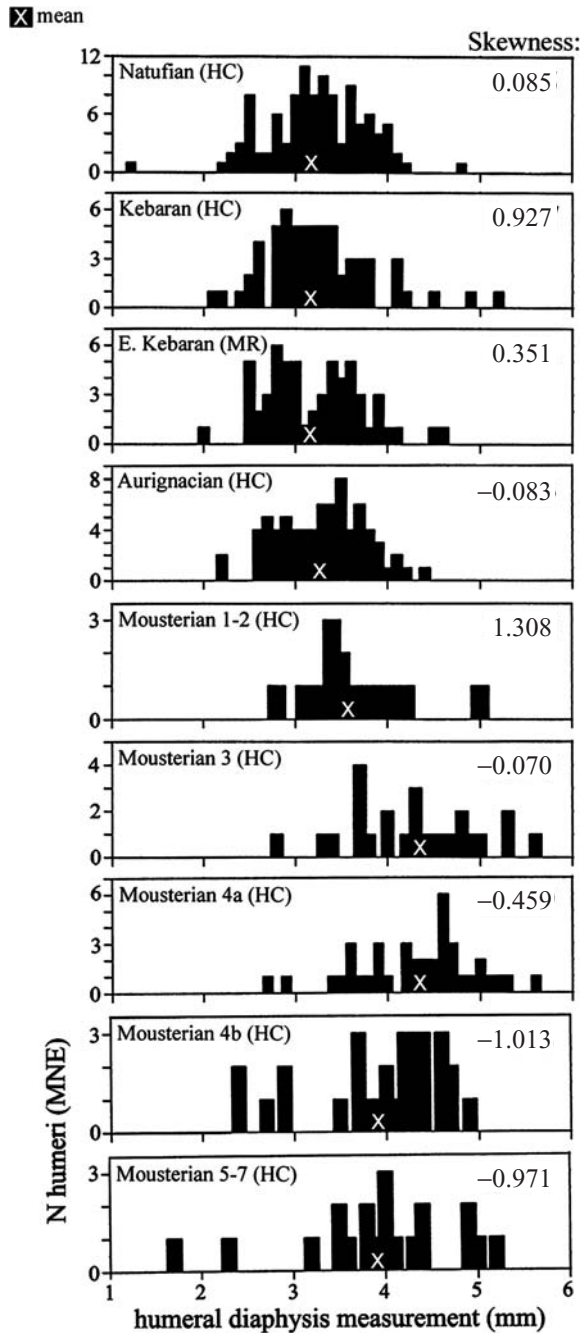 X mean
Skewness:
12
Natufian (HC)
0.085
6
0
Kebaran (HC)
0.927
6
3
0
E. Kebaran (MR)
0.351
6
3
0
Aurignacian (HC)
−0.083
8
4
0
Mousterian 1-2 (HC)
1.308
3
0
Mousterian 3 (HC)
−0.070
4
2
0
Mousterian 4a (HC)
−0.459
6
3
0
Mousterian 4b (HC)
−1.013
3
0
Mousterian 5-7 (HC)
−0.971
3
0
N humeri (MNE)
1 2 3 4 5 6
humeral diaphysis measurement (mm)
X
X
X
X
X
X
X
X
X